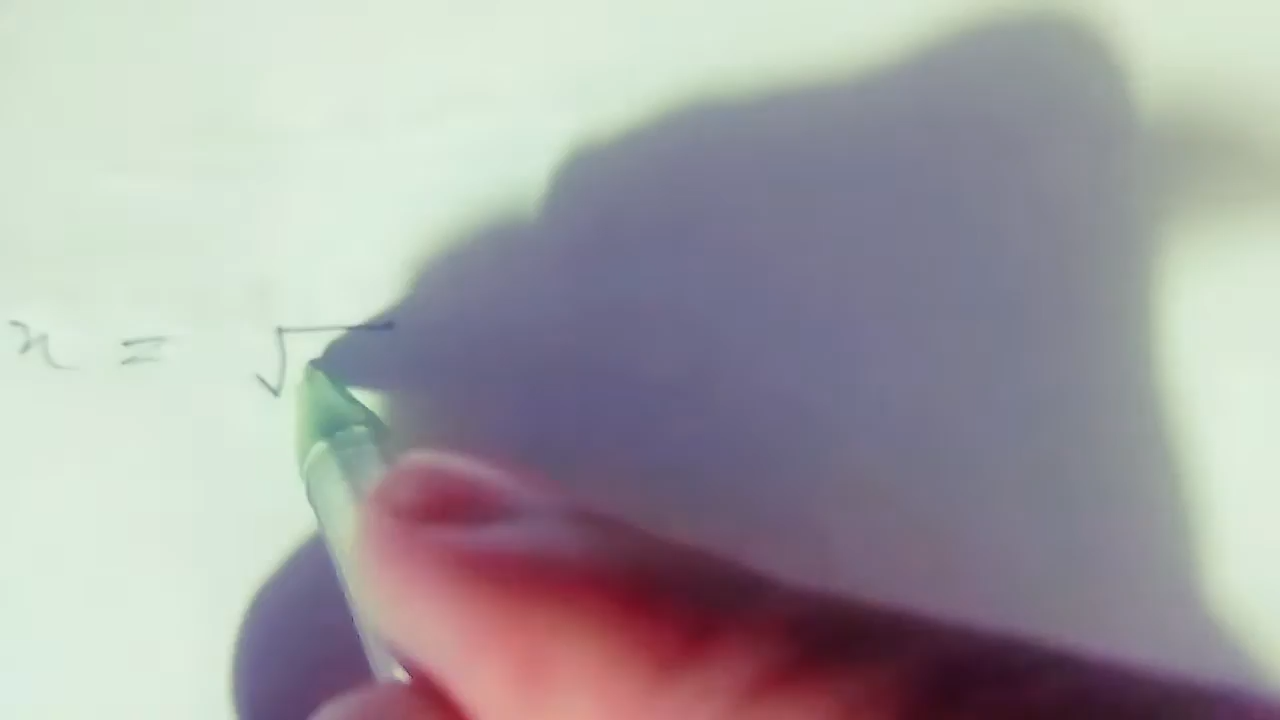 x = √